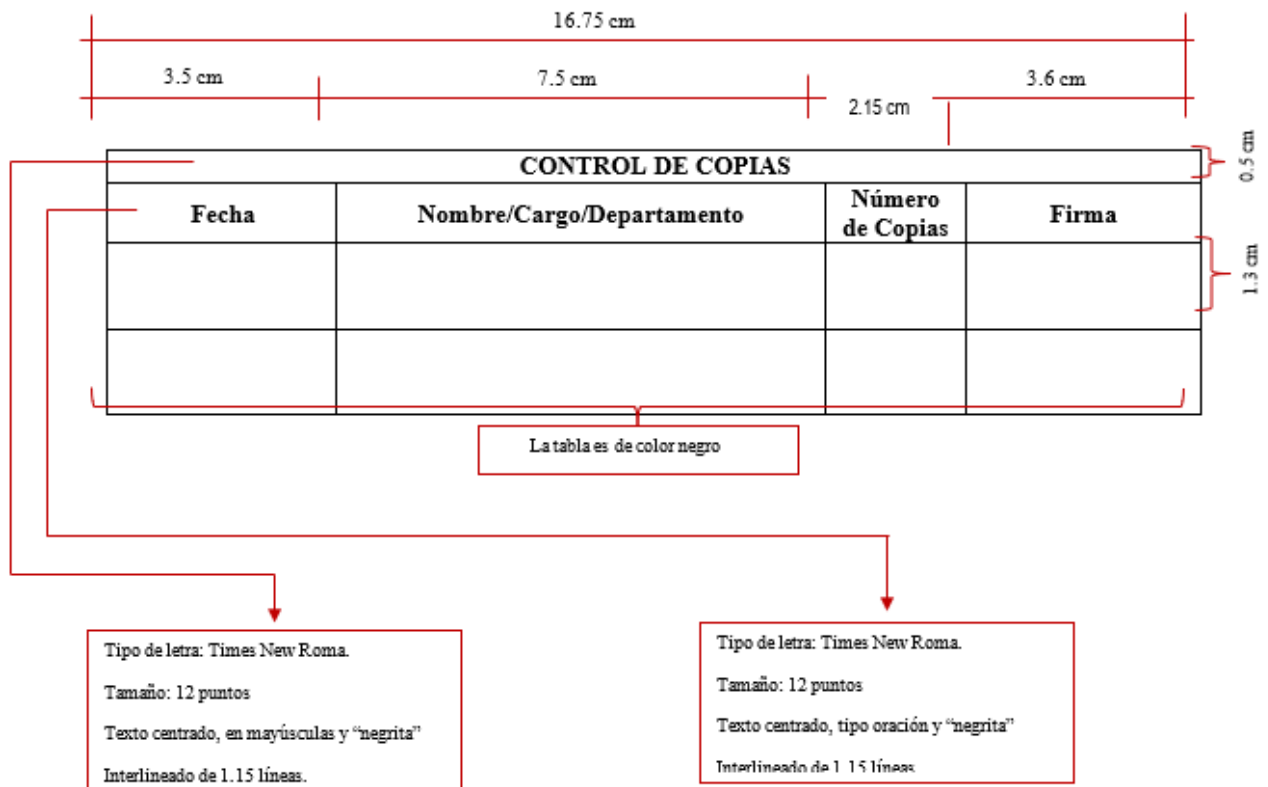 16.75 cm
3.5 cm
7.5 cm
2.15 cm
3.6 cm
CONTROL DE COPIAS
0.5 cm
Fecha
Nombre/Cargo/Departamento
Número
de Copias
Firma
1.3 cm
La tabla es de color negro
Tipo de letra: Times New Roma.
Tamaño: 12 puntos
Texto centrado, en mayúsculas y “negrita”
Interlineado de 1.15 líneas.
Tipo de letra: Times New Roma.
Tamaño: 12 puntos
Texto centrado, tipo oración y “negrita”
Interlineado de 1.15 líneas